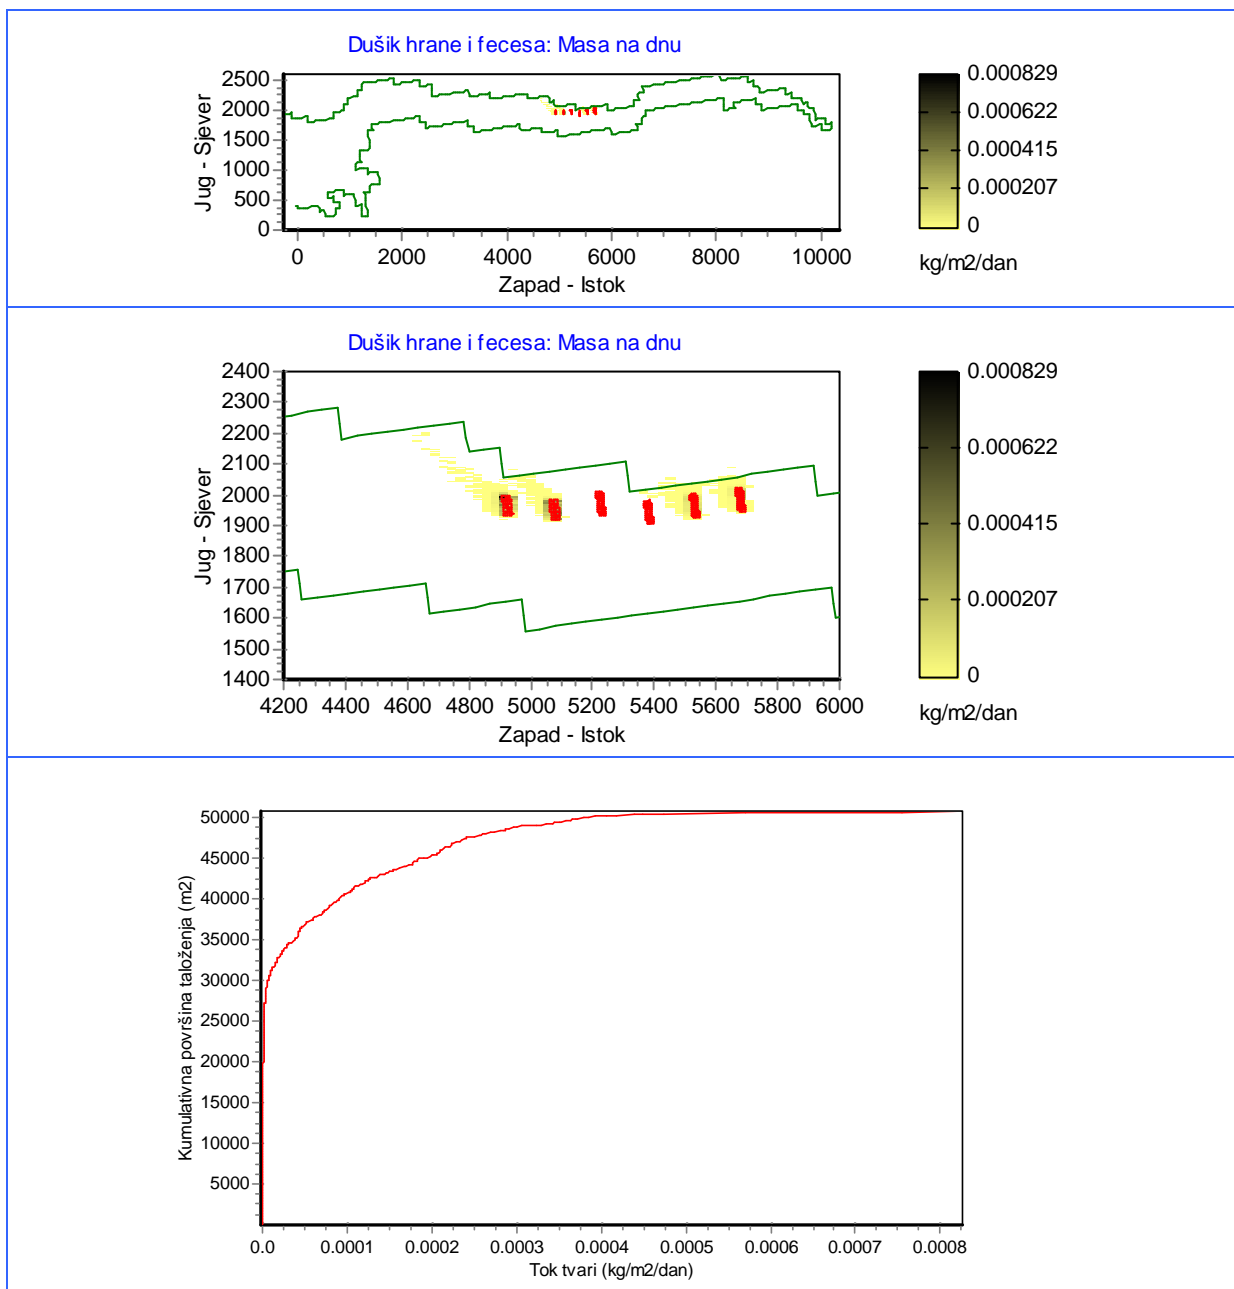 Dušik hrane i fecesa: Masa na dnu
2500
2000
1500
1000
500
0
Jug - Sjever
0 2000 4000 6000 8000 10000
Zapad - Istok
0.000829
0.000622
0.000415
0.000207
0
kg/m2/dan
Dušik hrane i fecesa: Masa na dnu
2400
2300
2200
2100
2000
1900
1800
1700
1600
1500
1400
Jug - Sjever
4200 4400 4600 4800 5000 5200 5400 5600 5800 6000
Zapad - Istok
0.000829
0.000622
0.000415
0.000207
0
kg/m2/dan
50000
45000
40000
35000
30000
25000
20000
15000
10000
5000
Kumulativna površina taloženja (m2)
0.0 0.0001 0.0002 0.0003 0.0004 0.0005 0.0006 0.0007 0.0008
Tok tvari (kg/m2/dan)